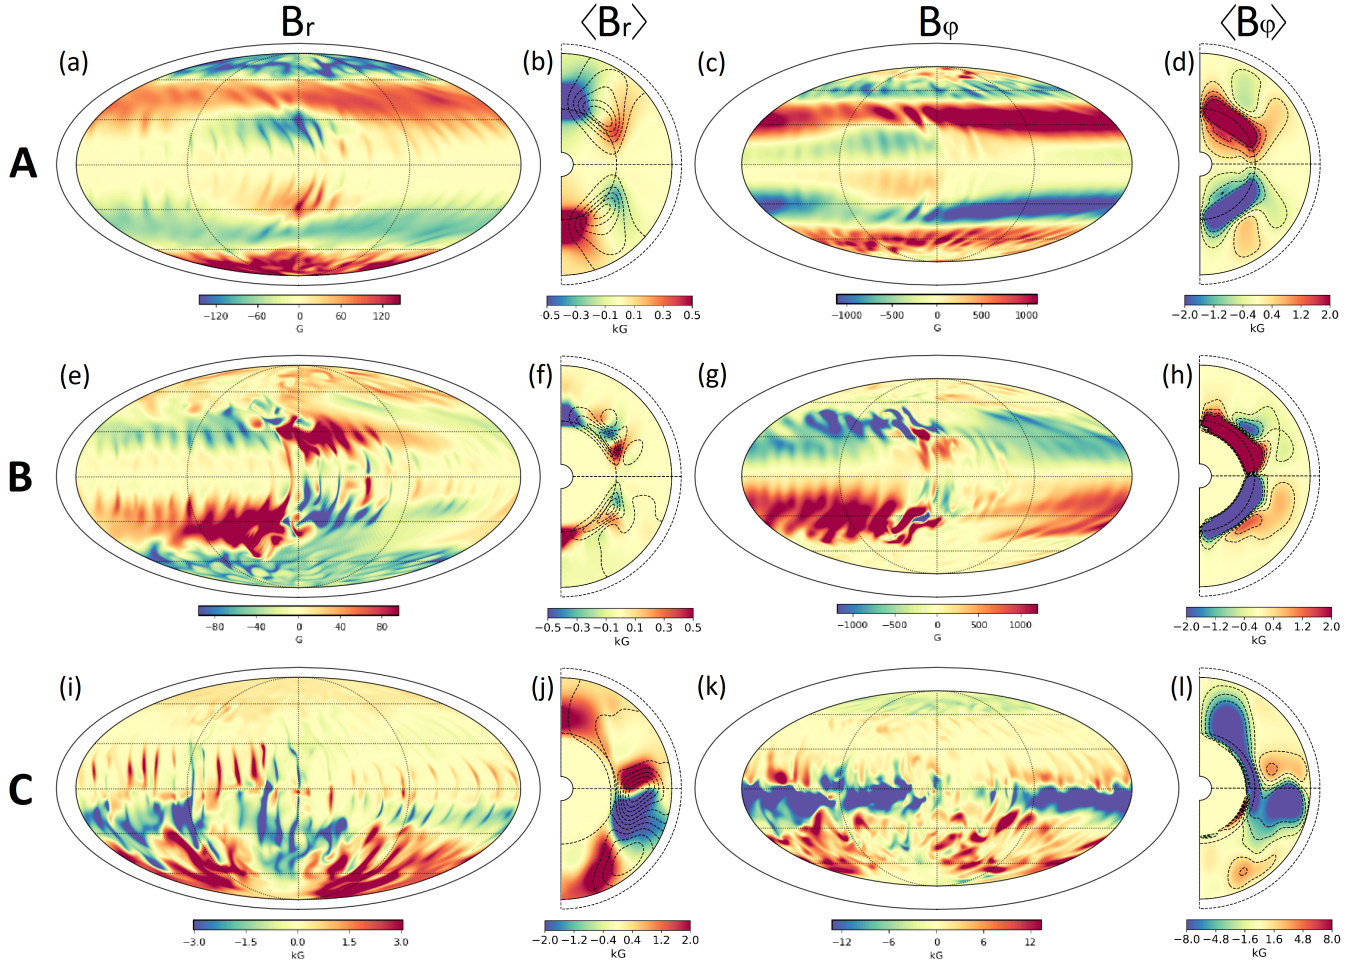 Br ⟨Br⟩ Bφ ⟨Bφ⟩
(a) (b) (c) (d)
A
−120 −60 0 60 120
G
0.5 −0.3 −0.1 0.1 0.3 0.5
kG
−1000 −500 0 500 1000
G
−2.0 −1.2 −0.4 0.4 1.2 2.0
kG
(e) (f) (g) (h)
B
−80 −40 0 40 80
G
−0.5 −0.3 −0.1 0.1 0.3 0.5
kG
−1000 −500 0 500 1000
G
−2.0 −1.2 −0.4 0.4 1.2 2.0
kG
(i) (j) (k) (l)
C
−3.0 −1.5 0.0 1.5 3.0
kG
−2.0 −1.2 −0.4 0.4 1.2 2.0
kG
−12 −6 0 6 12
kG
−8.0 −4.8 −1.6 1.6 4.8 8.0
kG